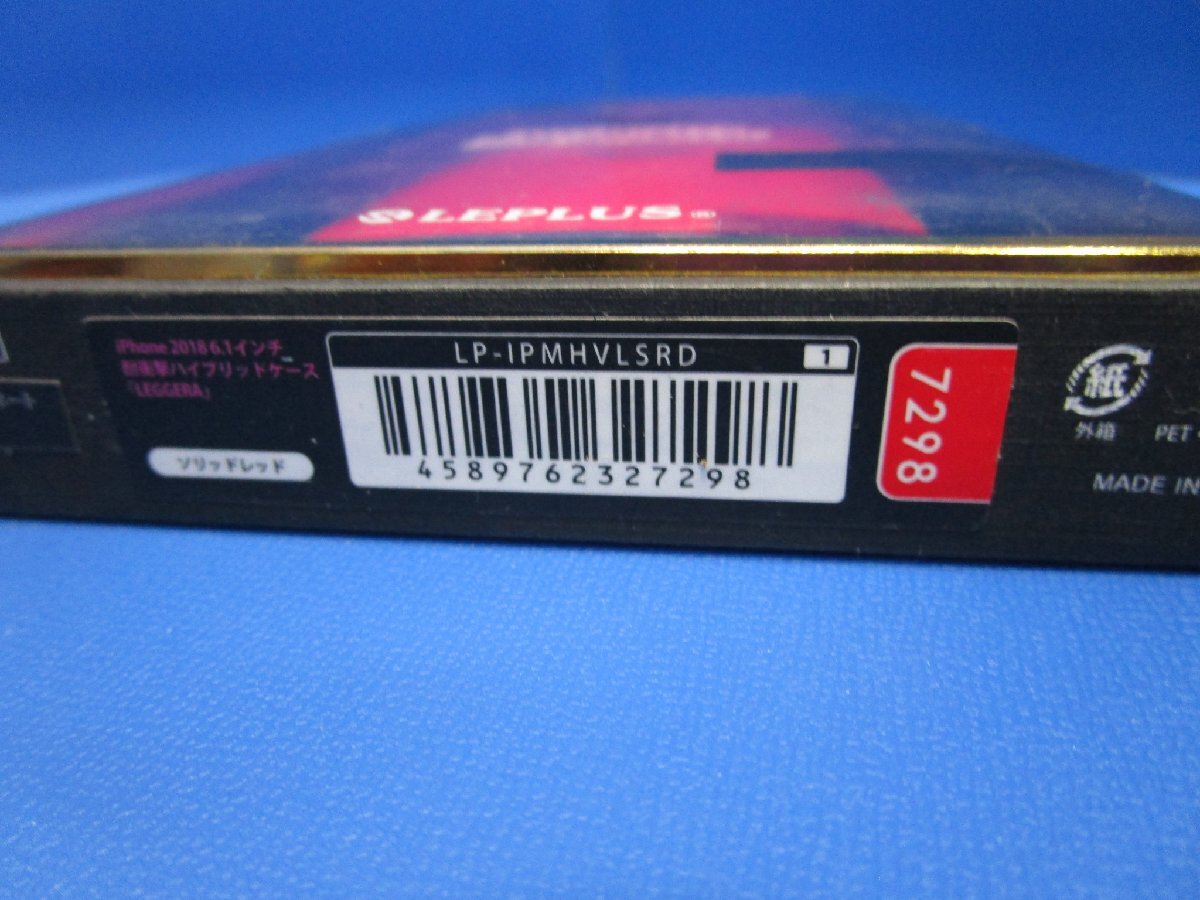 LEPLUS®
iPhone 2018 6.1インチ
耐衝撃ハイブリッドケース
「LEGGERA」
ソリッドレッド
LP-IPMHVLSRD 1
4589762327298
7298
紙
外箱 PET
MADE IN